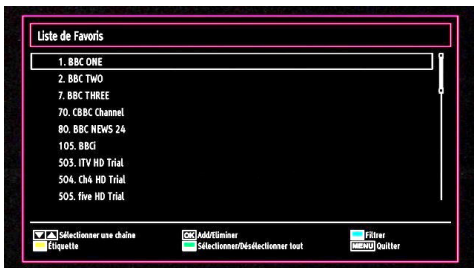 Liste de Favoris
1. BBC ONE
2. BBC TWO
7. BBC THREE
70. CBBC Channel
80. BBC NEWS 24
105. BBCi
503. ITV HD Trial
504. Ch4 HD Trial
505. five HD Trial
Sélectionner une chaîne OK Add/Eliminer Filtrer
Étiquette Sélectionner/Désélectionner tout MENU Quitter